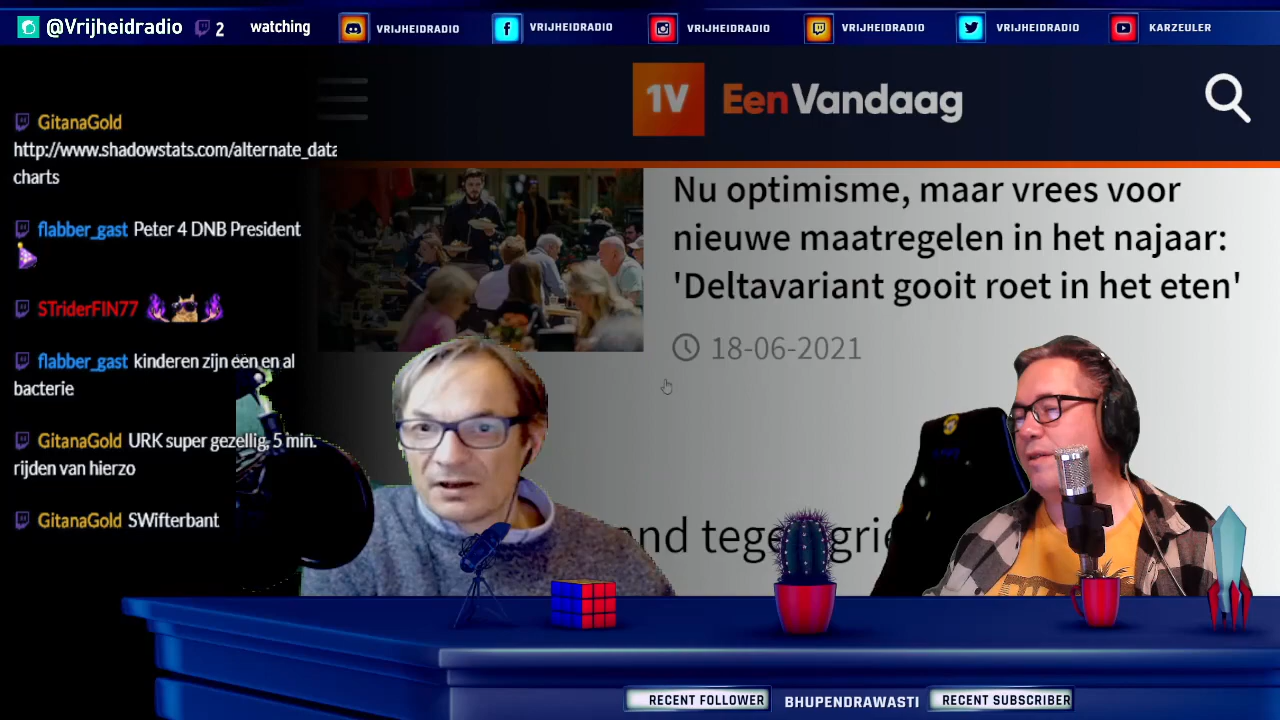 @Vrijheidradio 2 watching
VRIJHEIDRADIO
VRIJHEIDRADIO
VRIJHEIDRADIO
VRIJHEIDRADIO
VRIJHEIDRADIO
KARZEULER
1V EenVandaag
GitanaGold
http://www.shadowstats.com/alternate_data
charts
flabber_gast Peter 4 DNB President
STriderFIN77
flabber_gast kinderen zijn één en al
bacterie
GitanaGold URK super gezellig, 5 min.
rijden van hierzo
GitanaGold SWifterbant
Nu optimisme, maar vrees voor
nieuwe maatregelen in het najaar:
'Deltavariant gooit roet in het eten'
18-06-2021
RECENT FOLLOWER BHUPENDRAWASTI RECENT SUBSCRIBER